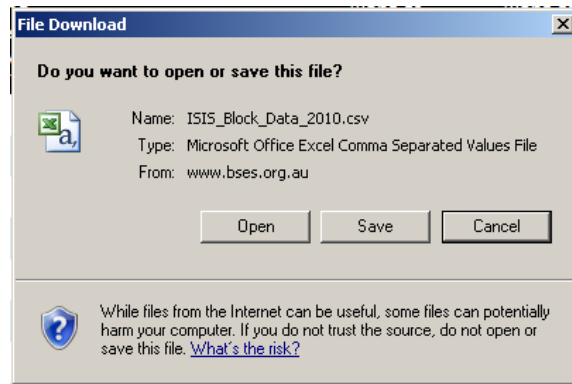 File Download
Do you want to open or save this file?
Name: ISIS_Block_Data_2010.csv
Type: Microsoft Office Excel Comma Separated Values File
From: www.bses.org.au
Open Save Cancel
While files from the Internet can be useful, some files can potentially
harm your computer. If you do not trust the source, do not open or
save this file. What's the risk?